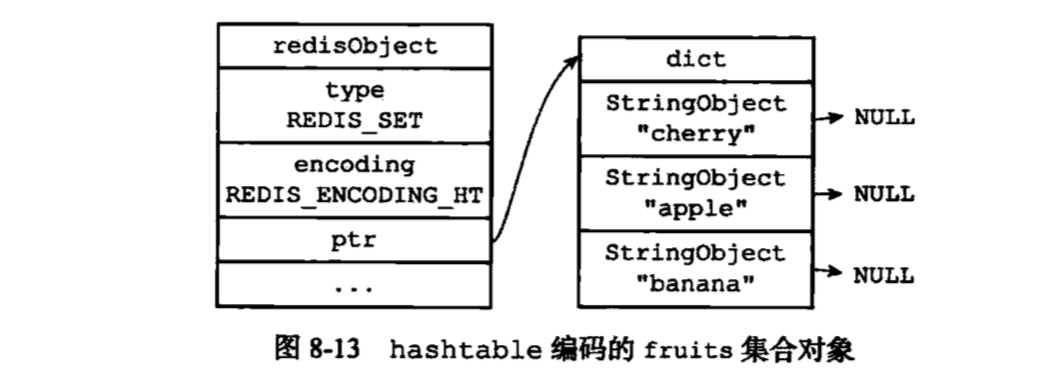 redisObject
type
REDIS_SET
encoding
REDIS_ENCODING_HT
ptr
...
dict
StringObject
"cherry"
NULL
StringObject
"apple"
NULL
StringObject
"banana"
NULL
图 8-13 hashtable 编码的 fruits 集合对象